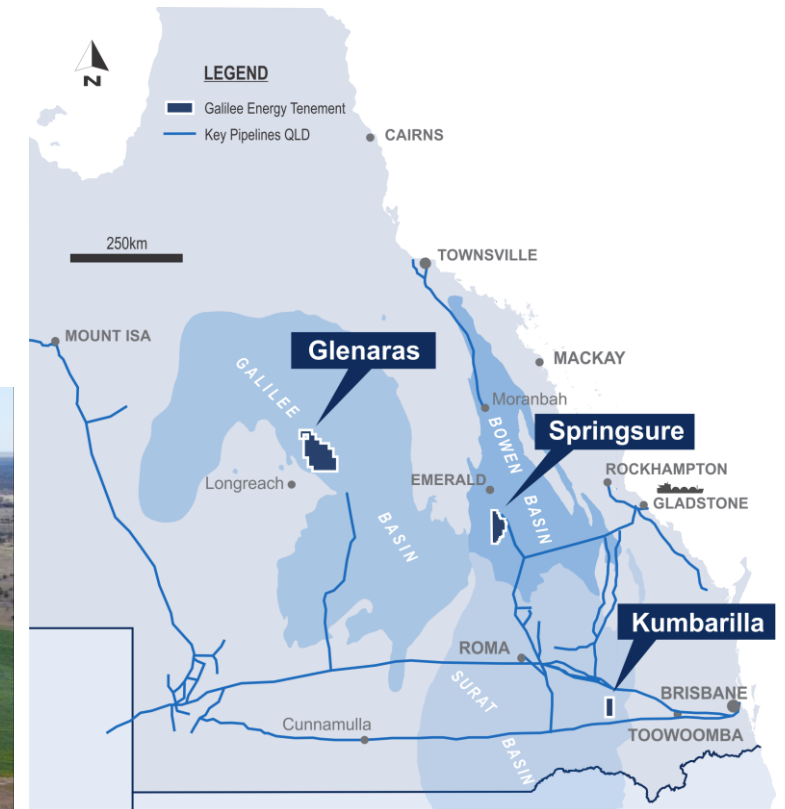 N
LEGEND
Galilee Energy Tenement
Key Pipelines QLD
CAIRNS
250km
TOWNSVILLE
MOUNT ISA
Glenaras
MACKAY
GALILEE
Moranbah
BOWEN
Springsure
ROCKHAMPTON
Longreach
EMERALD
GLADSTONE
BASIN
BASIN
Kumbarilla
ROMA
SURAT
BRISBANE
Cunnamulla
TOOWOOMBA
BASIN